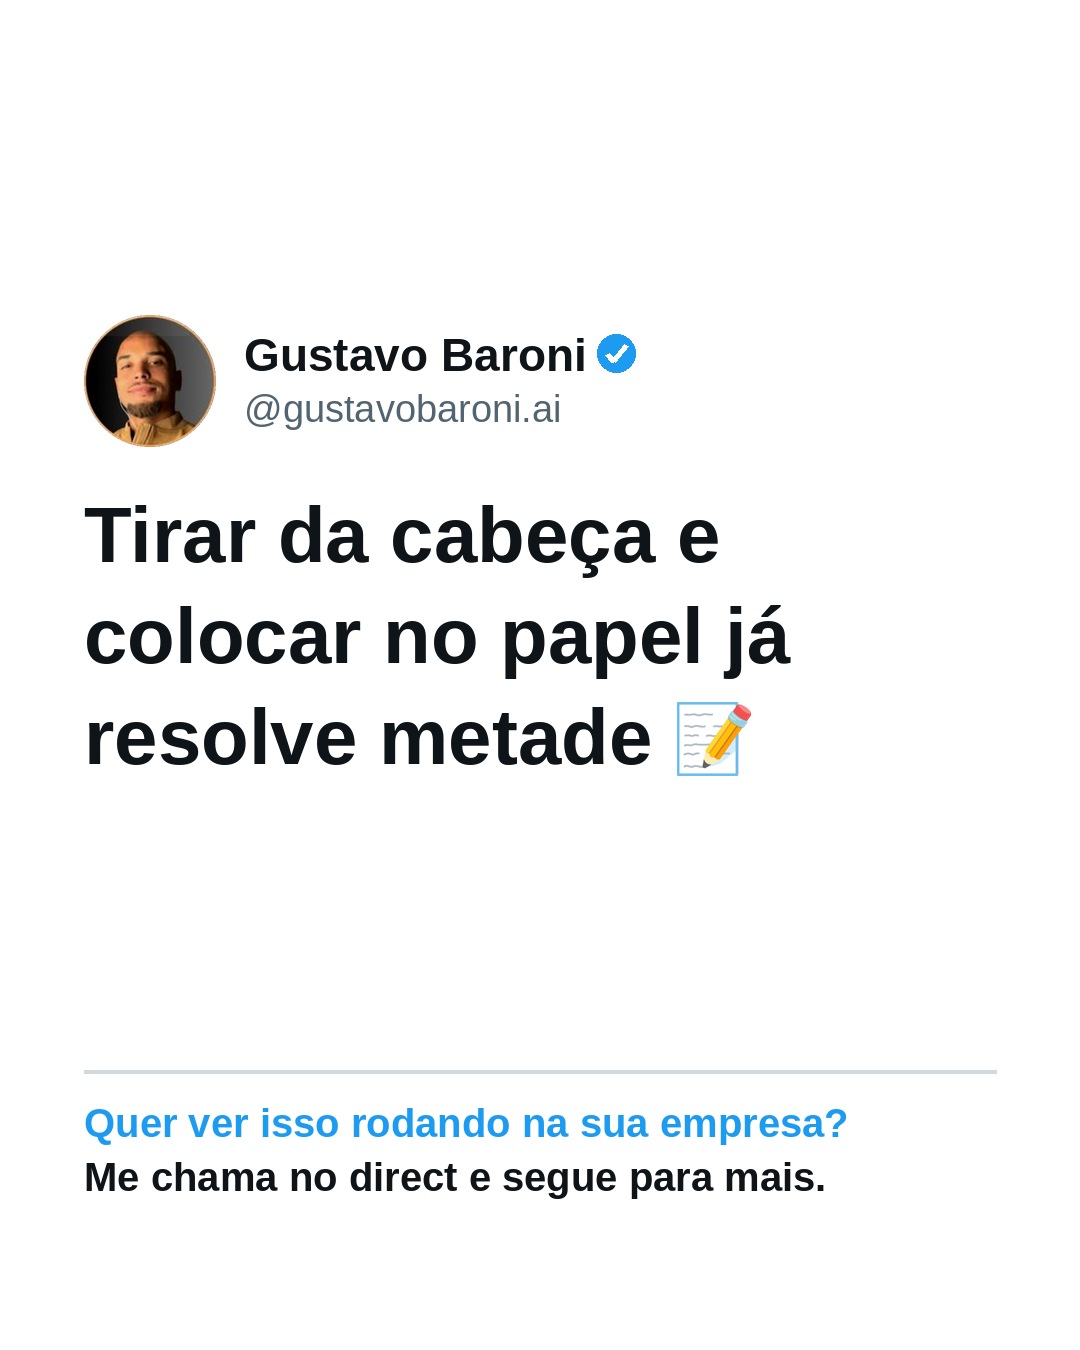 Gustavo Baroni
@gustavobaroni.ai
Tirar da cabeça e
colocar no papel já
resolve metade 📝
Quer ver isso rodando na sua empresa?
Me chama no direct e segue para mais.